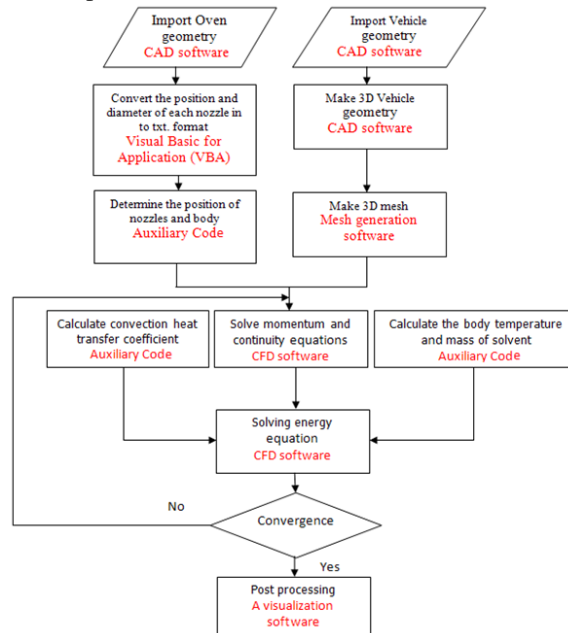 Import Oven
geometry
CAD software
Import Vehicle
geometry
CAD software
Convert the position and
diameter of each nozzle in
to txt. format
Visual Basic for
Application (VBA)
Make 3D Vehicle
geometry
CAD software
Determine the position of
nozzles and body
Auxiliary Code
Make 3D mesh
Mesh generation
software
Calculate convection heat
transfer coefficient
Auxiliary Code
Solve momentum and
continuity equations
CFD software
Calculate the body temperature
and mass of solvent
Auxiliary Code
Solving energy
equation
CFD software
No
Convergence
Yes
Post processing
A visualization
software